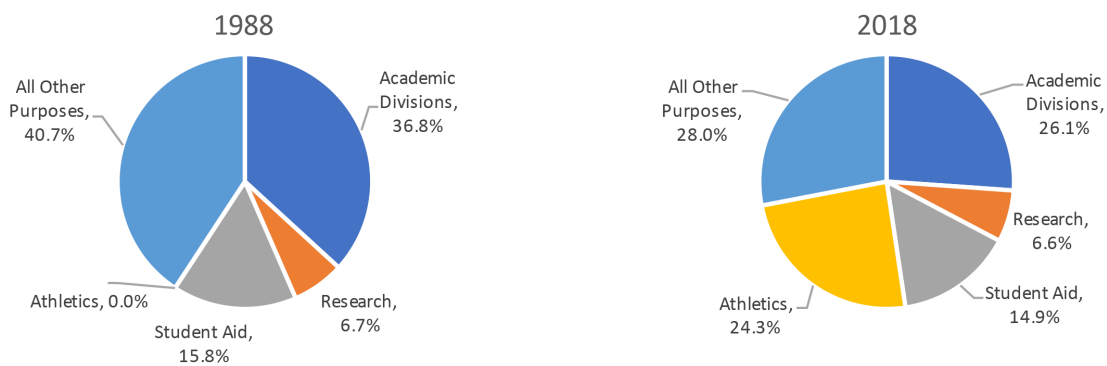 1988
All Other
Purposes,
40.7%
Academic
Divisions,
36.8%
Athletics, 0.0%
Student Aid,
15.8%
Research,
6.7%
2018
All Other
Purposes,
28.0%
Academic
Divisions,
26.1%
Research,
6.6%
Athletics,
24.3%
Student Aid,
14.9%